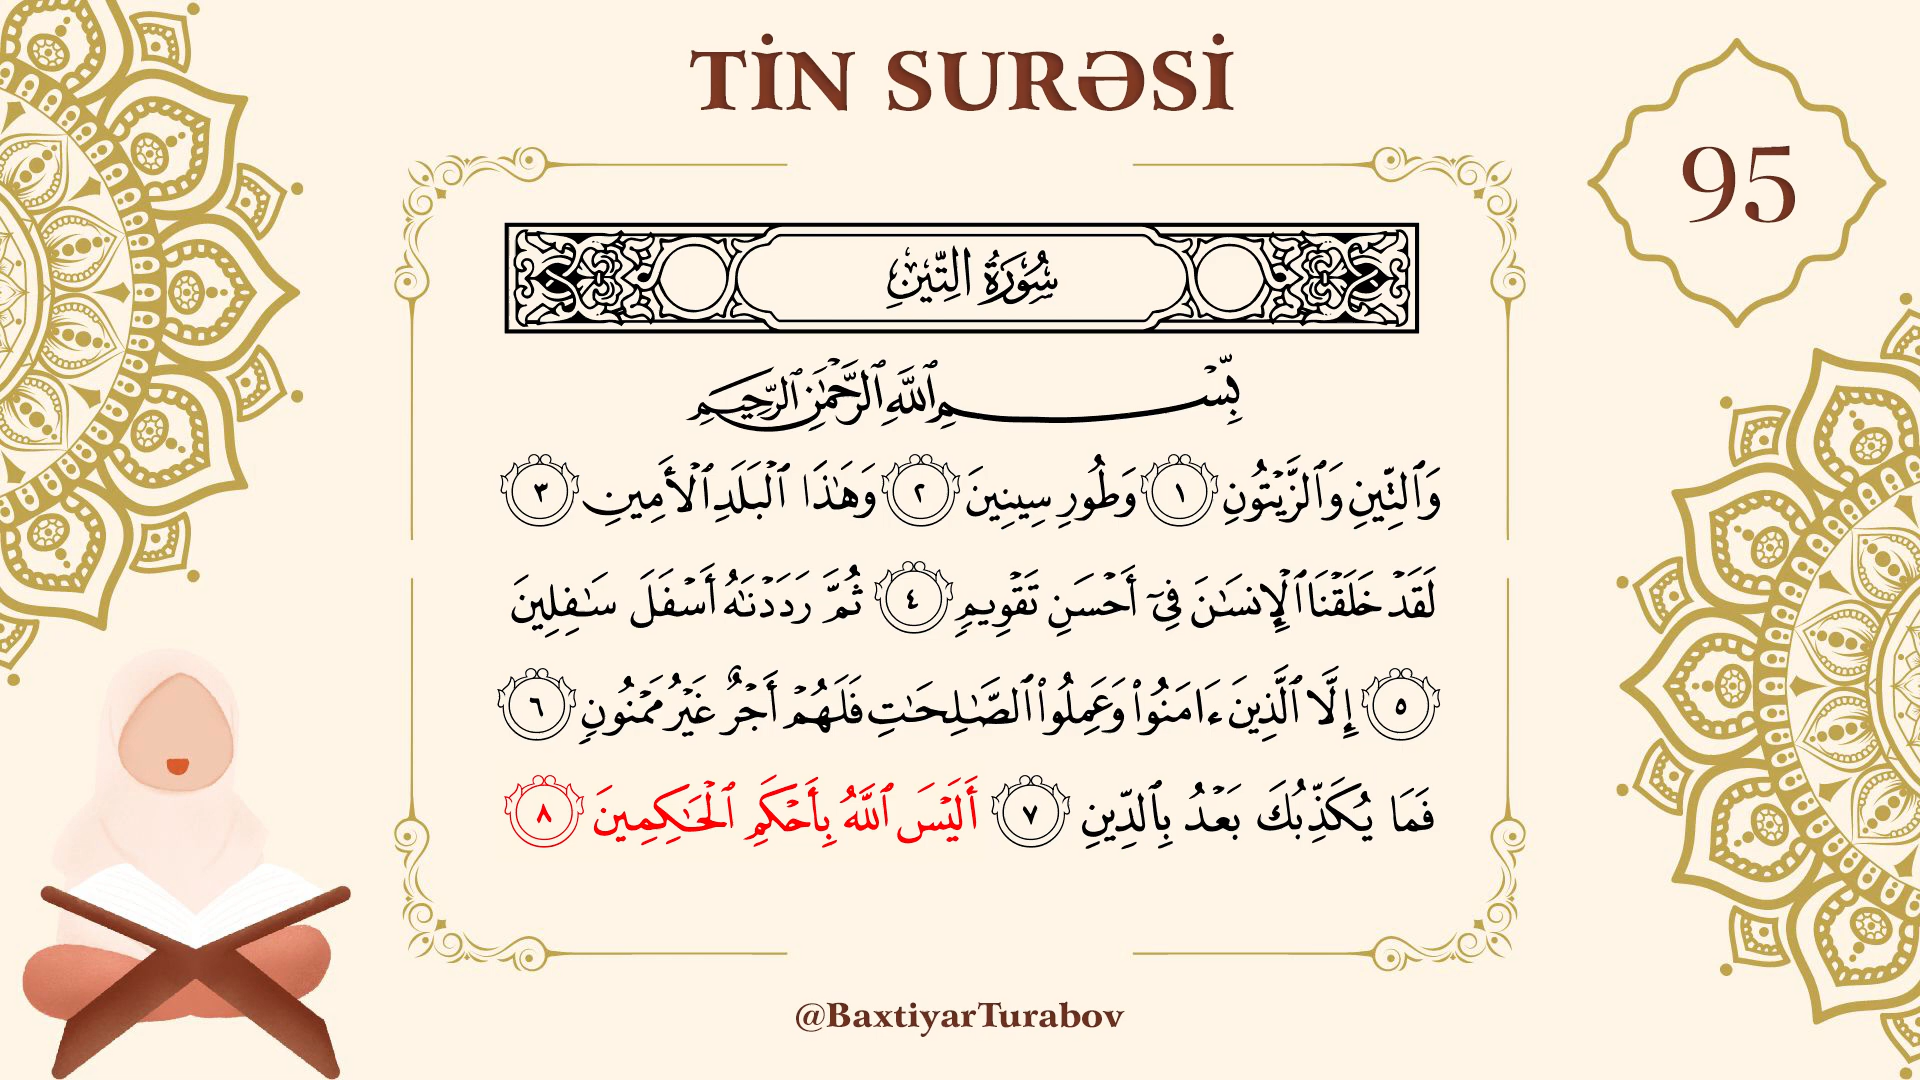 TİN SURƏSİ
95
سُورَةُ التِّينِ
بِّسْمِ ٱللَّهِ ٱلرَّحْمَٰنِ ٱلرَّحِيمِ
وَٱلتِّينِ وَٱلزَّيْتُونِ ١ وَطُورِ سِينِينَ ٢ وَهَٰذَا ٱلْبَلَدِ ٱلْأَمِينِ ٣
لَقَدْ خَلَقْنَا ٱلْإِنسَٰنَ فِىٓ أَحْسَنِ تَقْوِيمٍ ٤ ثُمَّ رَدَدْنَٰهُ أَسْفَلَ سَٰفِلِينَ
٥ إِلَّا ٱلَّذِينَ ءَامَنُوا۟ وَعَمِلُوا۟ ٱلصَّٰلِحَٰتِ فَلَهُمْ أَجْرٌ غَيْرُ مَمْنُونٍ ٦
فَمَا يُكَذِّبُكَ بَعْدُ بِٱلدِّينِ ٧ أَلَيْسَ ٱللَّهُ بِأَحْكَمِ ٱلْحَٰكِمِينَ ٨
@BaxtiyarTurabov